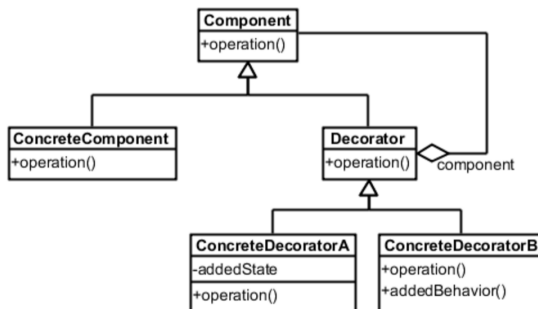 Component
+operation()
ConcreteComponent
+operation()
Decorator
+operation()
component
ConcreteDecoratorA
-addedState
+operation()
ConcreteDecoratorB
+operation()
+addedBehavior()